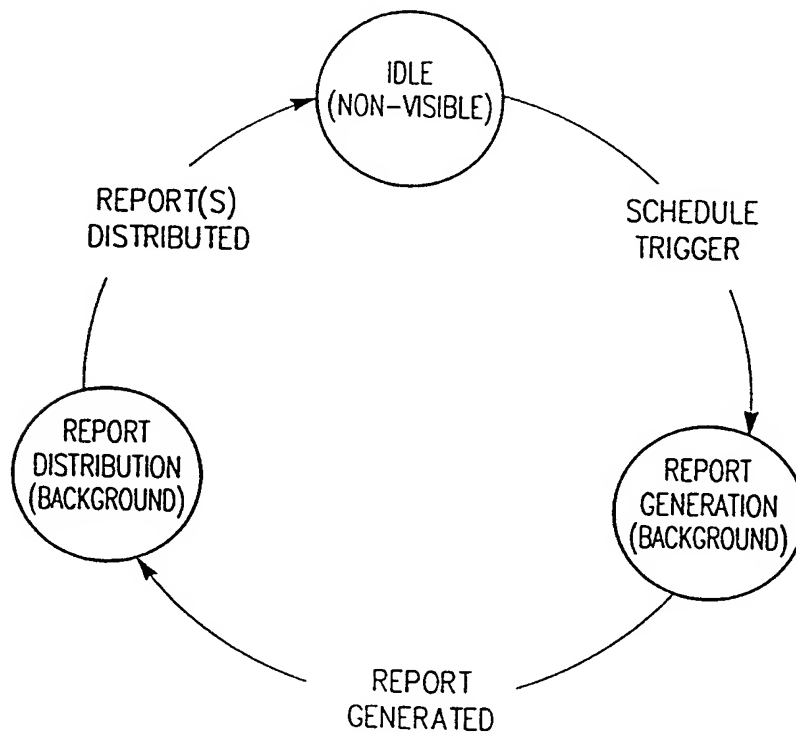 IDLE
(NON-VISIBLE)
REPORT(S)
DISTRIBUTED
SCHEDULE
TRIGGER
REPORT
DISTRIBUTION
(BACKGROUND)
REPORT
GENERATION
(BACKGROUND)
REPORT
GENERATED